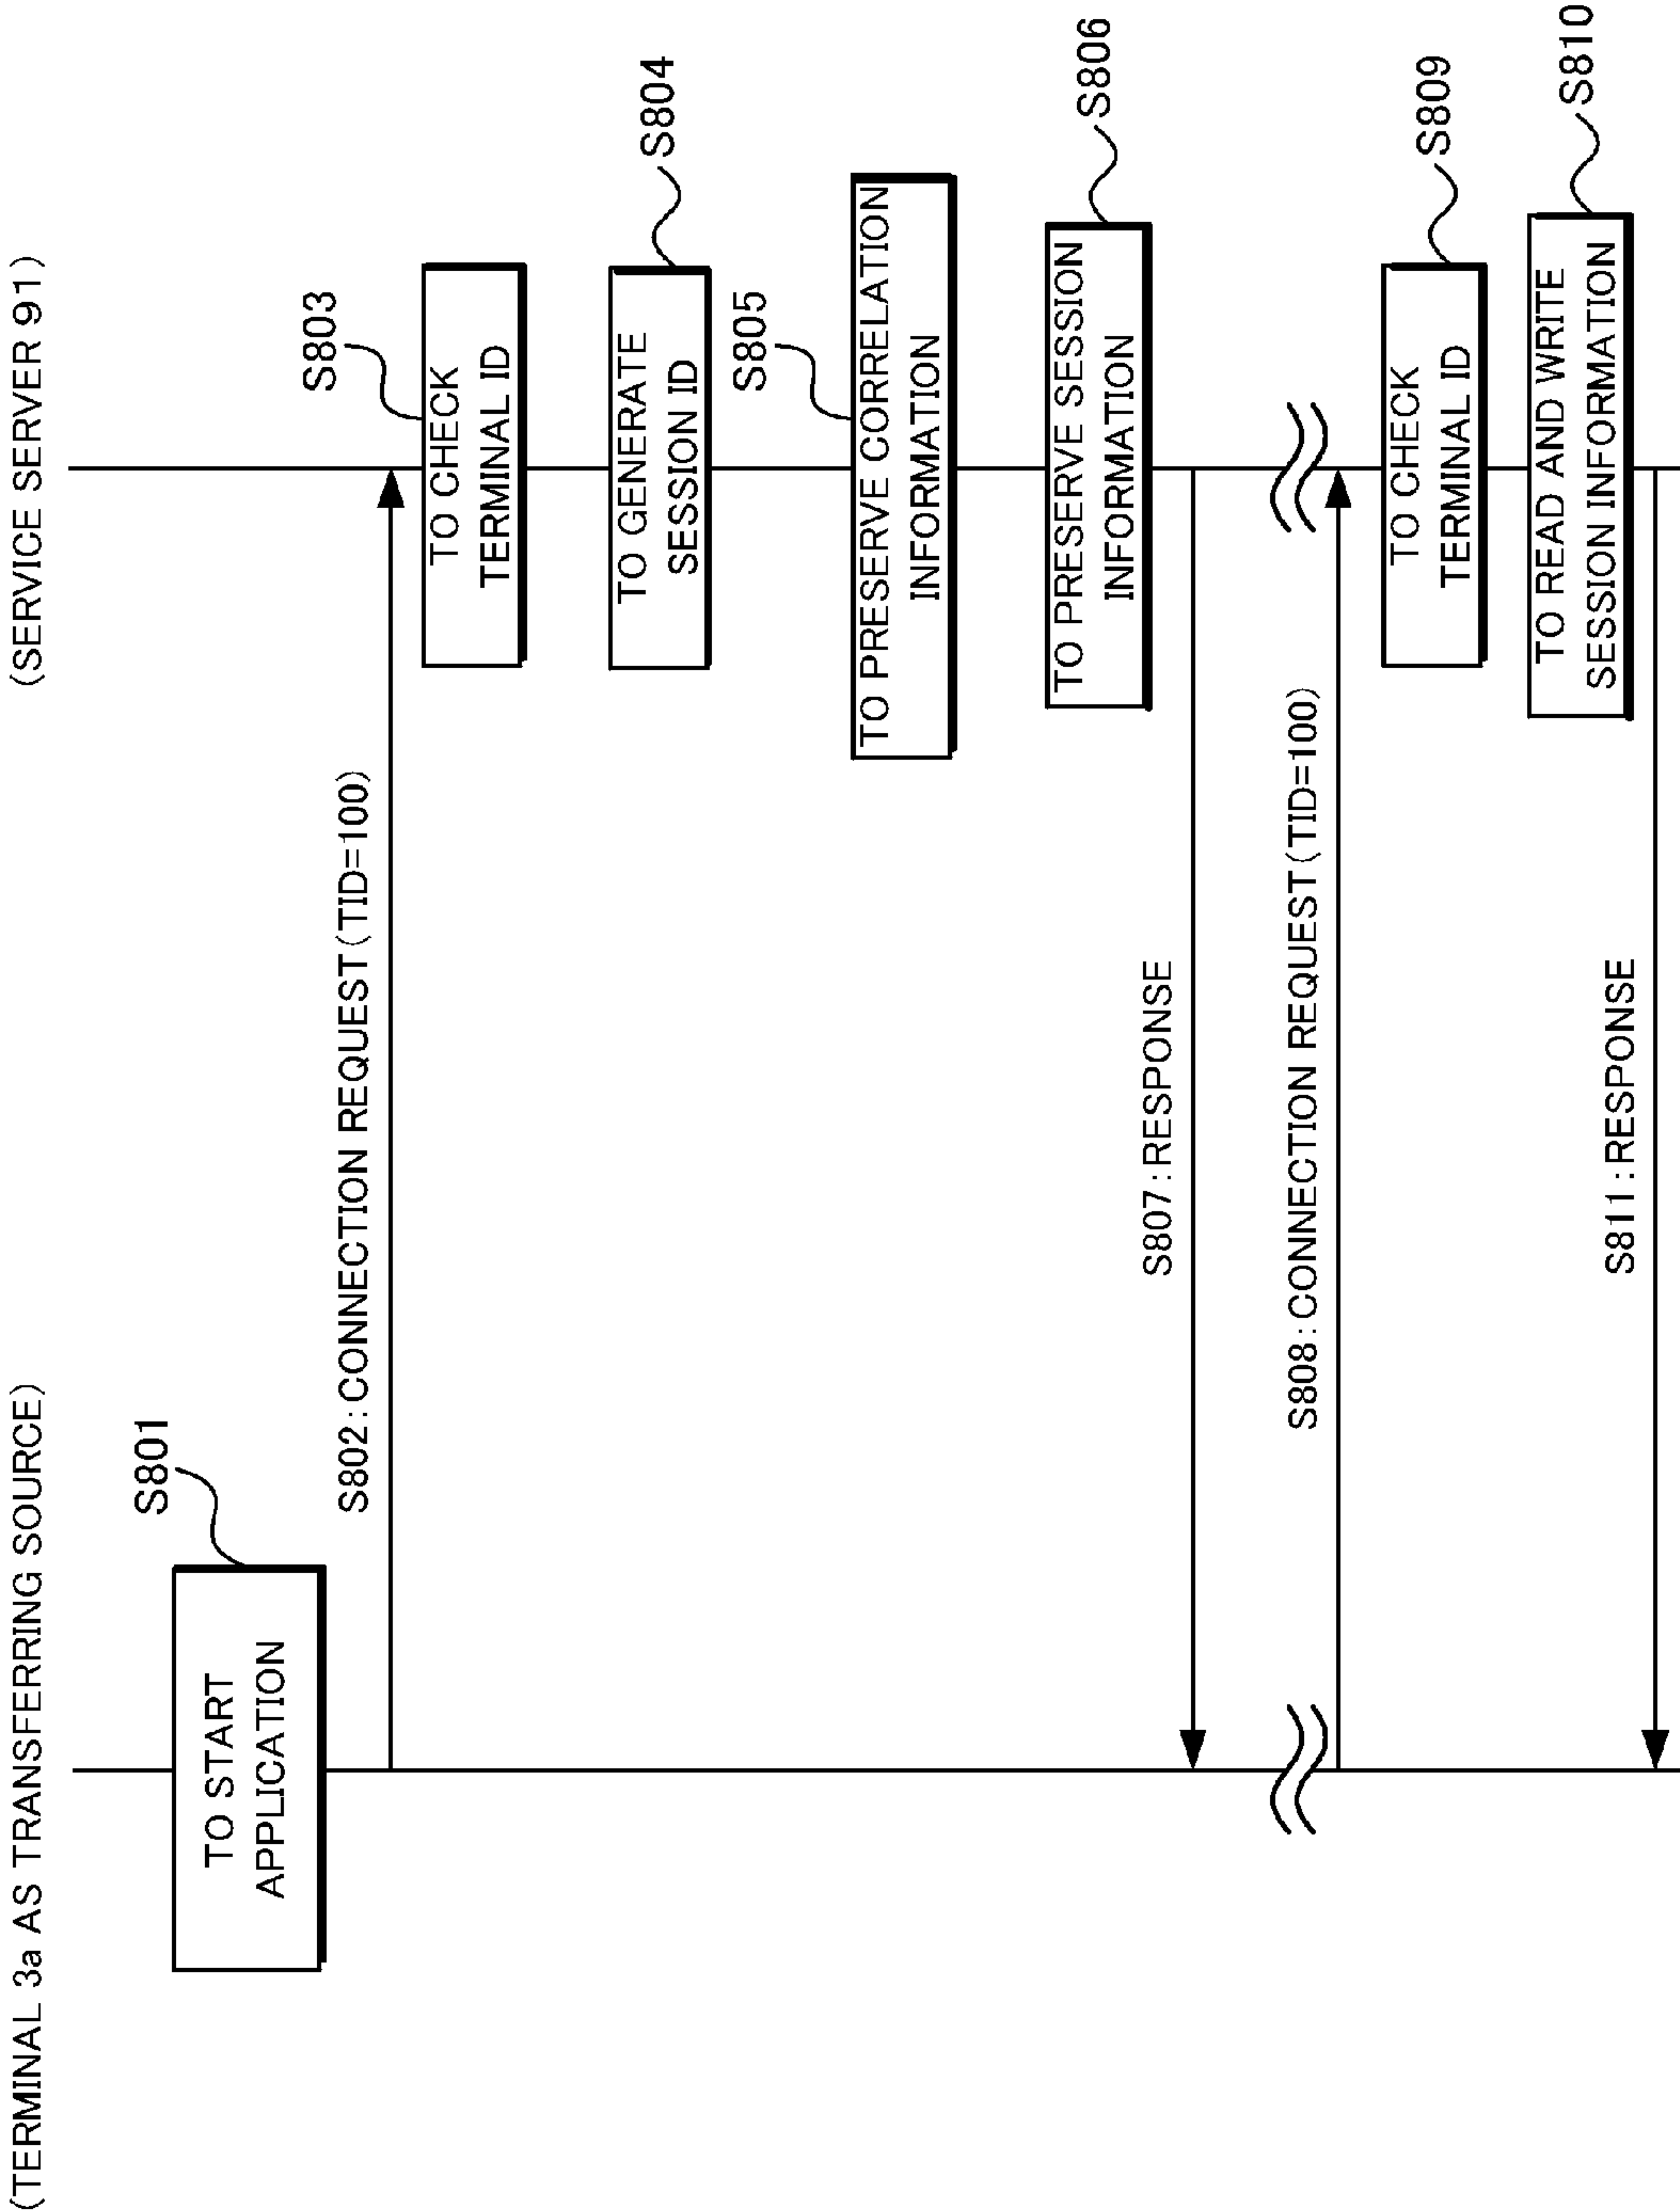 (TERMINAL 3a AS TRANSFERRING SOURCE)
(SERVICE SERVER 91)
S801
TO START
APPLICATION
S802:CONNECTION REQUEST(TID=100)
S803
TO CHECK
TERMINAL ID
S804
TO GENERATE
SESSION ID
S805
TO PRESERVE CORRELATION
INFORMATION
S806
TO PRESERVE SESSION
INFORMATION
S807:RESPONSE
S808:CONNECTION REQUEST(TID=100)
S809
TO CHECK
TERMINAL ID
S810
TO READ AND WRITE
SESSION INFORMATION
S811:RESPONSE